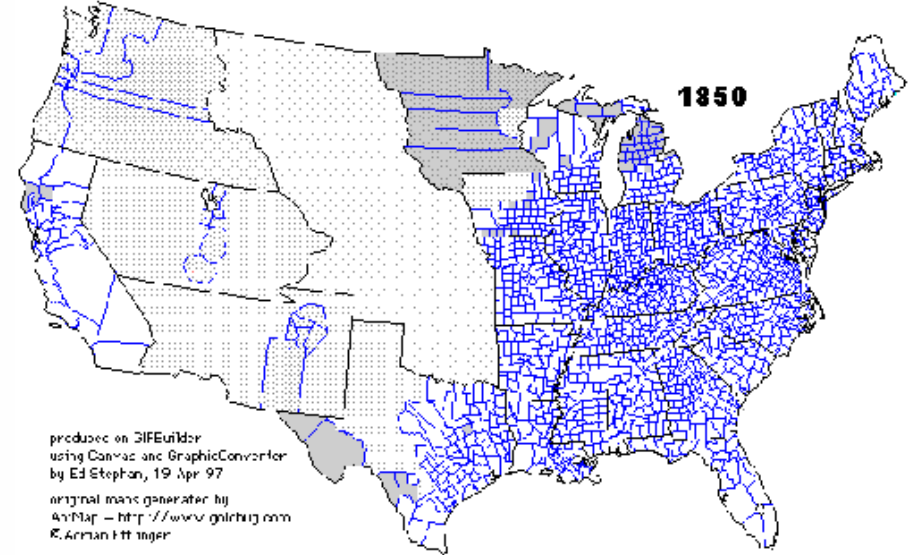 1850
produced on GIFBuilder
using Canvas and GraphicConverter
by Ed Stephan, 19 Apr 97
original maps generated by
AniMap – http://www.goldbug.com
© Adrian Ettlinger